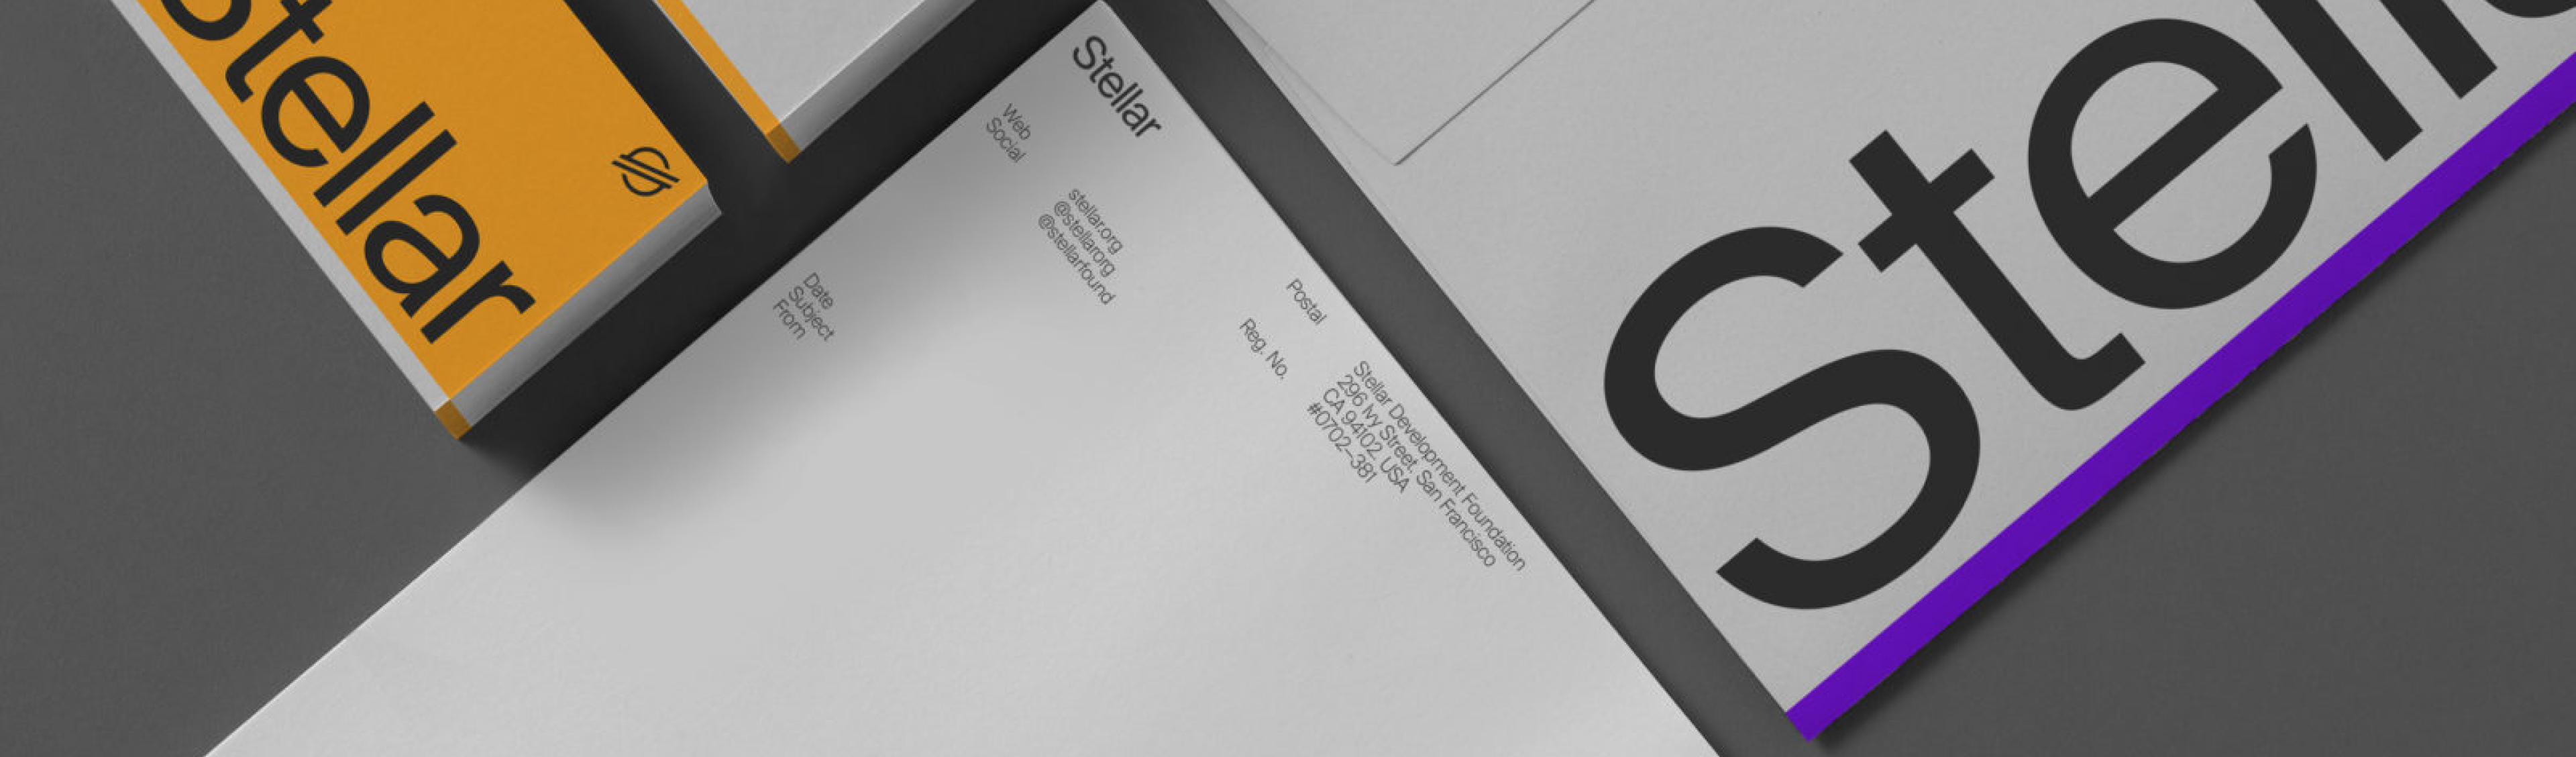 Stellar
Stellar
Web
Social
stellar.org
@stellarorg
@stellarfound
Date
Subject
From
Postal
Reg. No.
Stellar Development Foundation
296 Ivy Street, San Francisco
CA 94102, USA
#0702–381
Stell